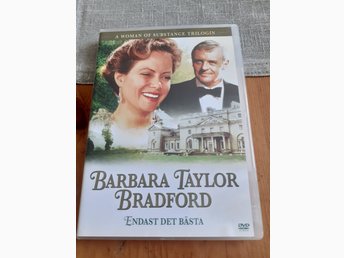 A WOMAN OF SUBSTANCE TRILOGIN
BARBARA TAYLOR
BRADFORD
ENDAST DET BÄSTA
DVD